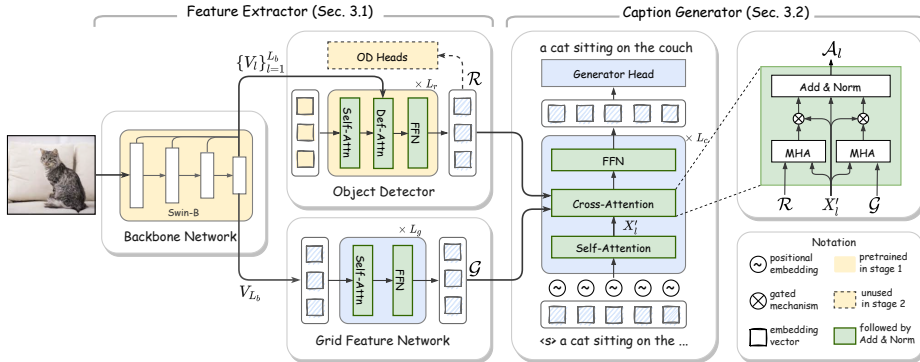 Feature Extractor (Sec. 3.1)
Caption Generator (Sec. 3.2)
{V_l}_{l=1}^{L_b}
OD Heads
R
× L_r
Self-Attn
Def-Attn
FFN
Object Detector
Swin-B
Backbone Network
V_{L_b}
× L_g
Self-Attn
FFN
G
Grid Feature Network
a cat sitting on the couch
Generator Head
× L_c
FFN
Cross-Attention
X'_l
Self-Attention
<s> a cat sitting on the ...
A_l
Add & Norm
MHA
MHA
R
X'_l
G
Notation
positional
embedding
pretrained
in stage 1
gated
mechanism
unused
in stage 2
embedding
vector
followed by
Add & Norm